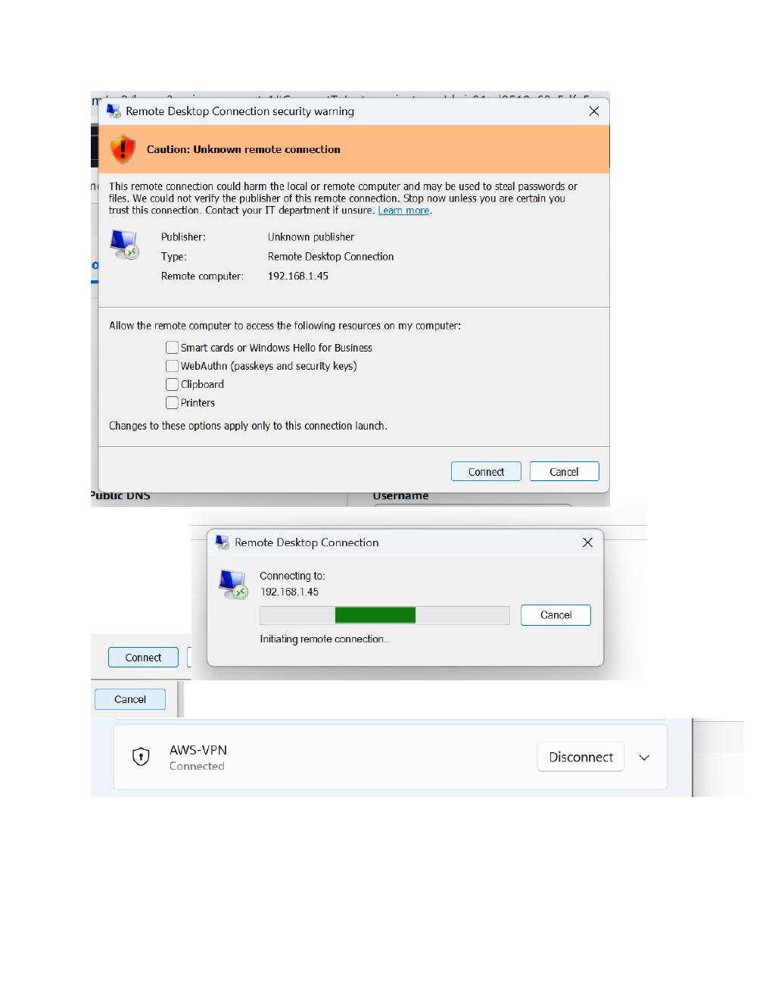 Remote Desktop Connection security warning
Caution: Unknown remote connection
This remote connection could harm the local or remote computer and may be used to steal passwords or
files. We could not verify the publisher of this remote connection. Stop now unless you are certain you
trust this connection. Contact your IT department if unsure. Learn more.
Publisher: Unknown publisher
Type: Remote Desktop Connection
Remote computer: 192.168.1.45
Allow the remote computer to access the following resources on my computer:
Smart cards or Windows Hello for Business
WebAuthn (passkeys and security keys)
Clipboard
Printers
Changes to these options apply only to this connection launch.
Connect Cancel
Public DNS Username
Remote Desktop Connection
Connecting to:
192.168.1.45
Cancel
Initiating remote connection...
Connect
Cancel
AWS-VPN
Connected
Disconnect